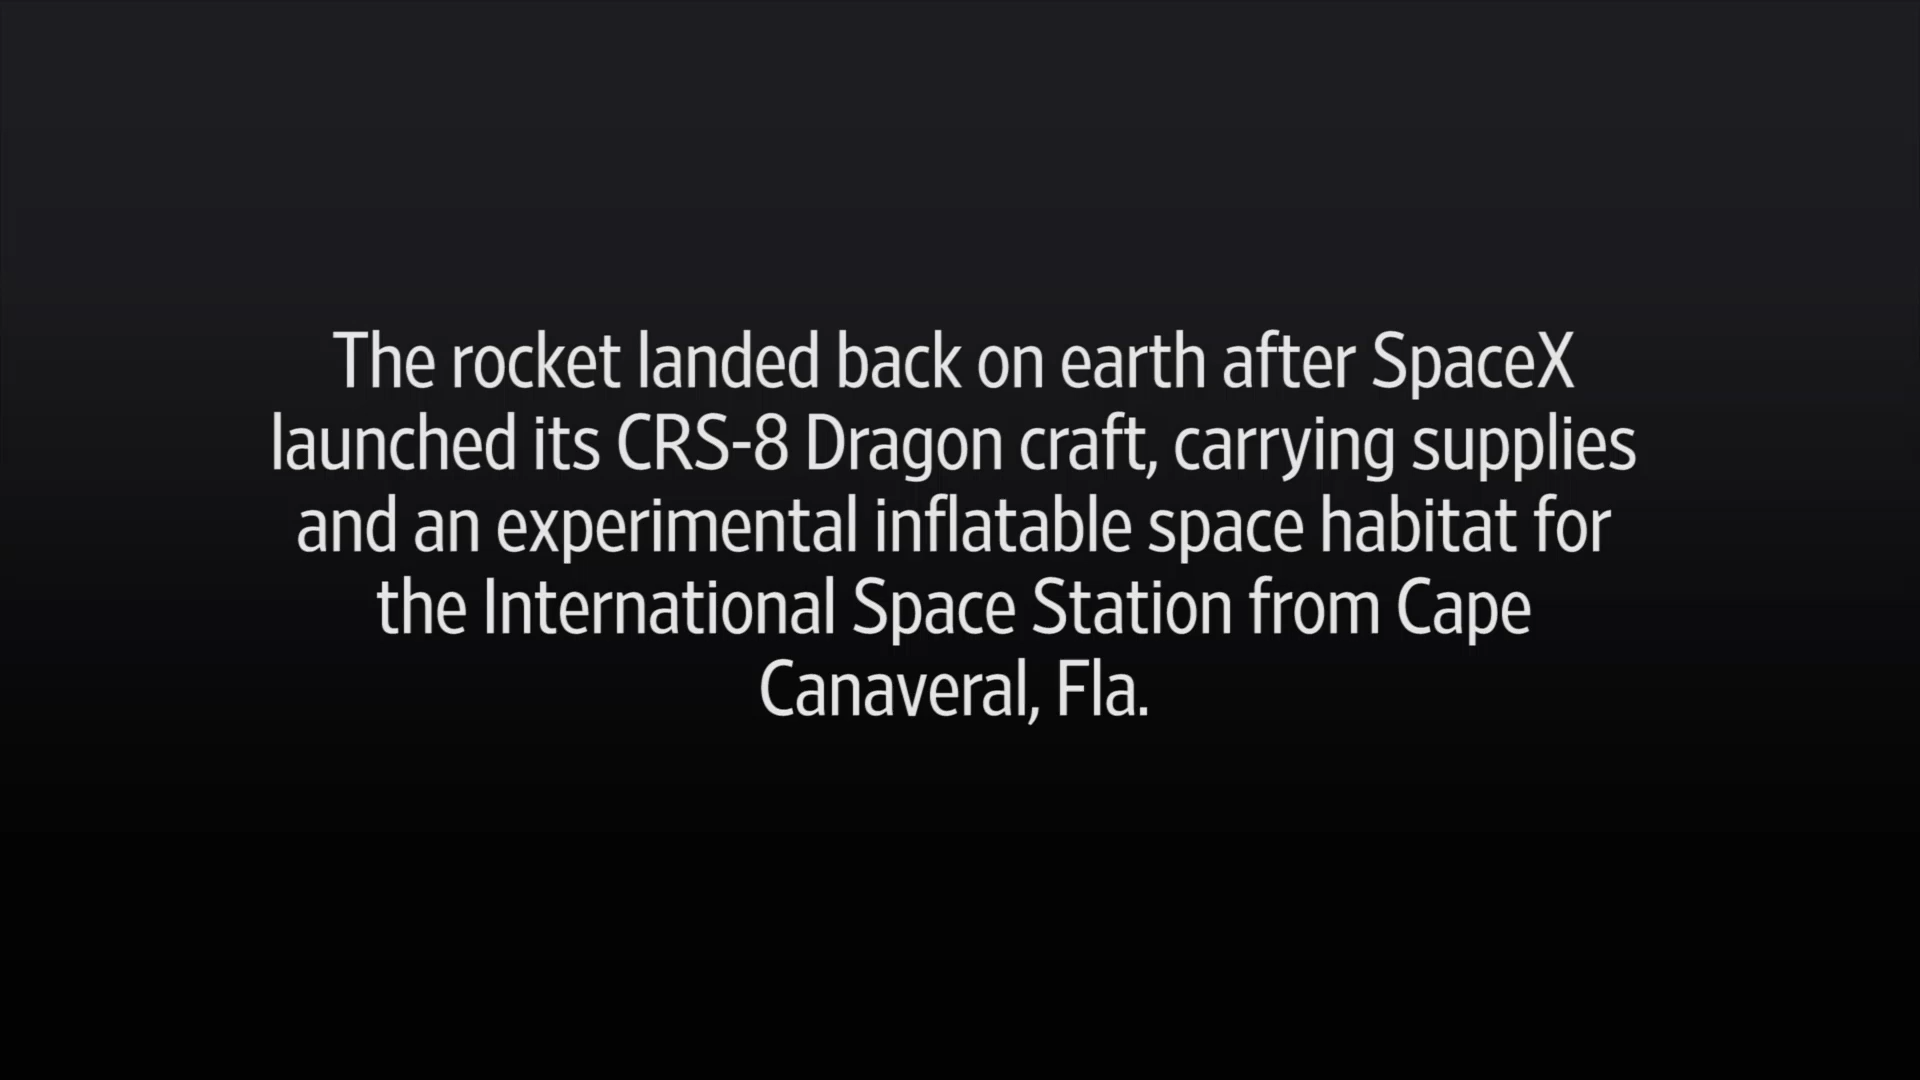 The rocket landed back on earth after SpaceX
launched its CRS-8 Dragon craft, carrying supplies
and an experimental inflatable space habitat for
the International Space Station from Cape
Canaveral, Fla.